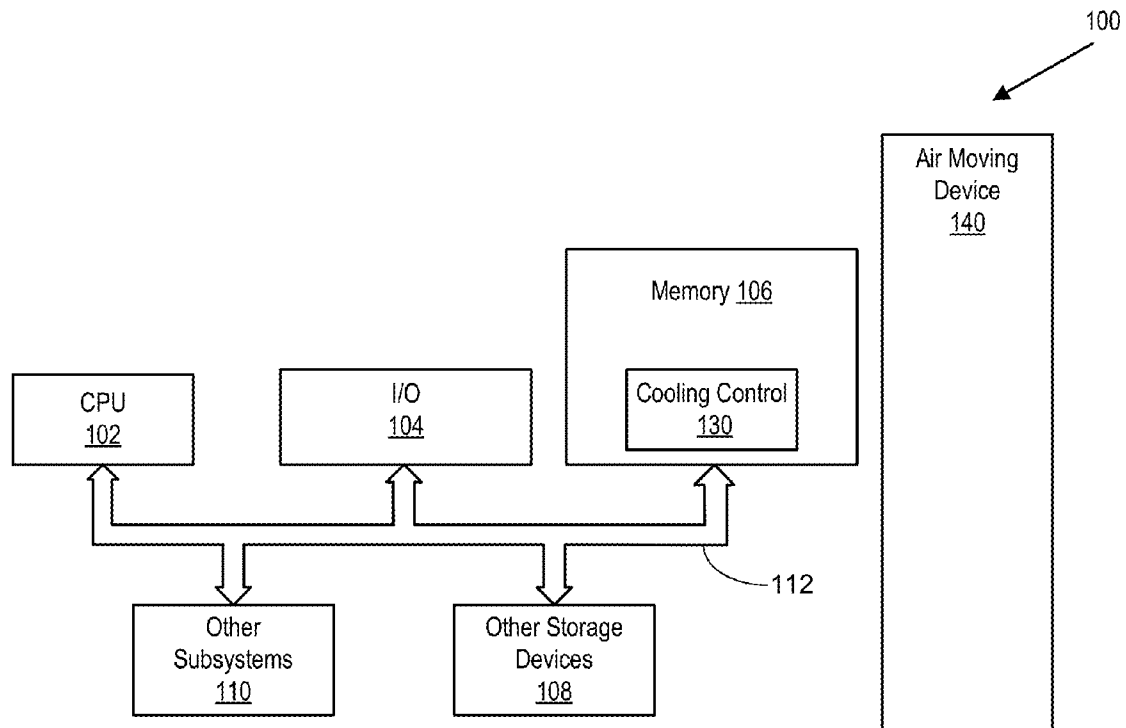 100
Air Moving
Device
140
Memory 106
Cooling Control
130
CPU
102
I/O
104
112
Other
Subsystems
110
Other Storage
Devices
108